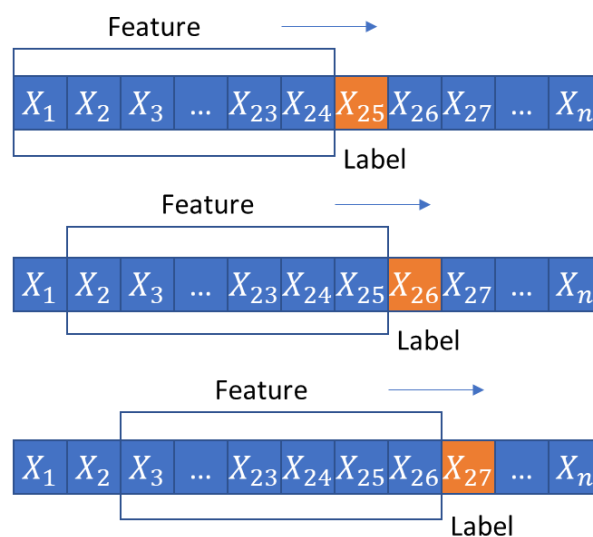 Feature
X₁ X₂ X₃ ... X₂₃ X₂₄ X₂₅ X₂₆ X₂₇ ... Xₙ
Label
Feature
X₁ X₂ X₃ ... X₂₃ X₂₄ X₂₅ X₂₆ X₂₇ ... Xₙ
Label
Feature
X₁ X₂ X₃ ... X₂₃ X₂₄ X₂₅ X₂₆ X₂₇ ... Xₙ
Label